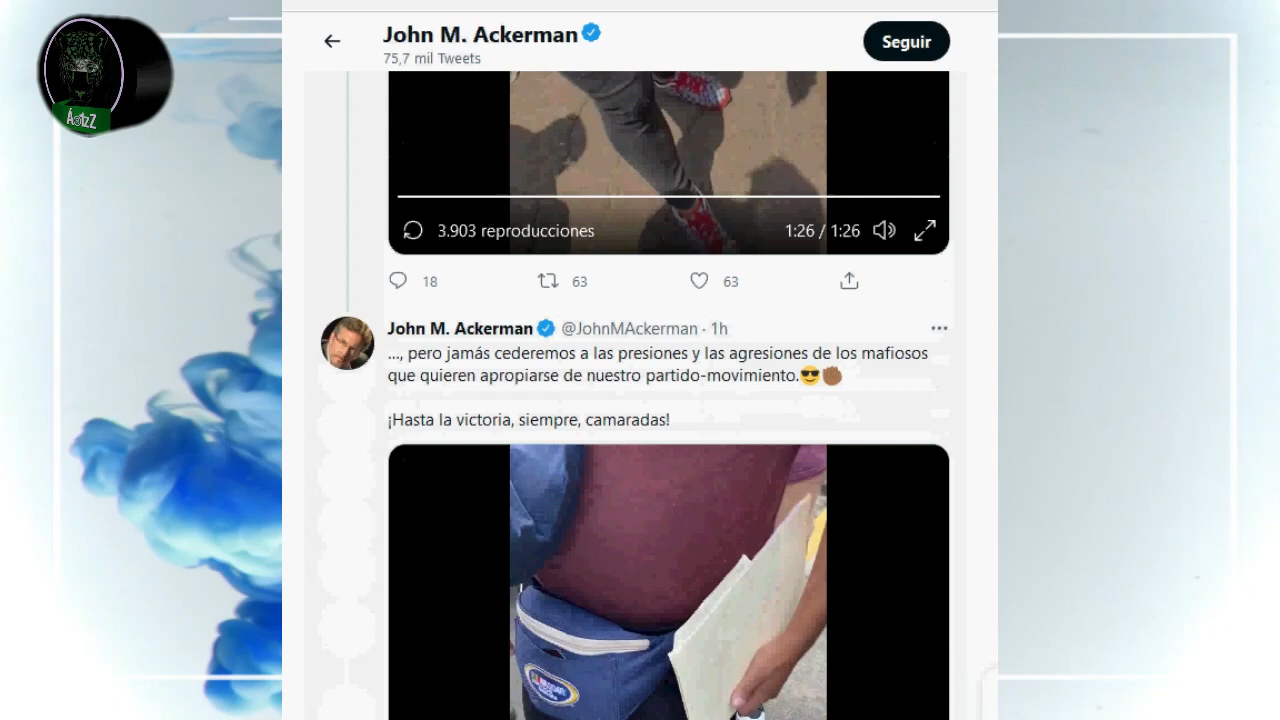 John M. Ackerman
75,7 mil Tweets
Seguir
3.903 reproducciones
1:26 / 1:26
18
63
63
John M. Ackerman @JohnMAckerman · 1h
..., pero jamás cederemos a las presiones y las agresiones de los mafiosos
que quieren apropiarse de nuestro partido-movimiento.😎✊🏾
¡Hasta la victoria, siempre, camaradas!